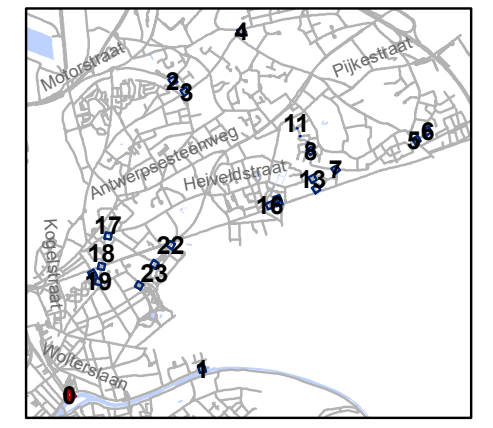 4
Motorstraat
Pijkestraat
2
3
11
6
5
8
Antwerpsesteenweg
Heiveldstraat
7
13
16
17
Kogelstraat
22
18
23
19
Wolterslaan
1
0